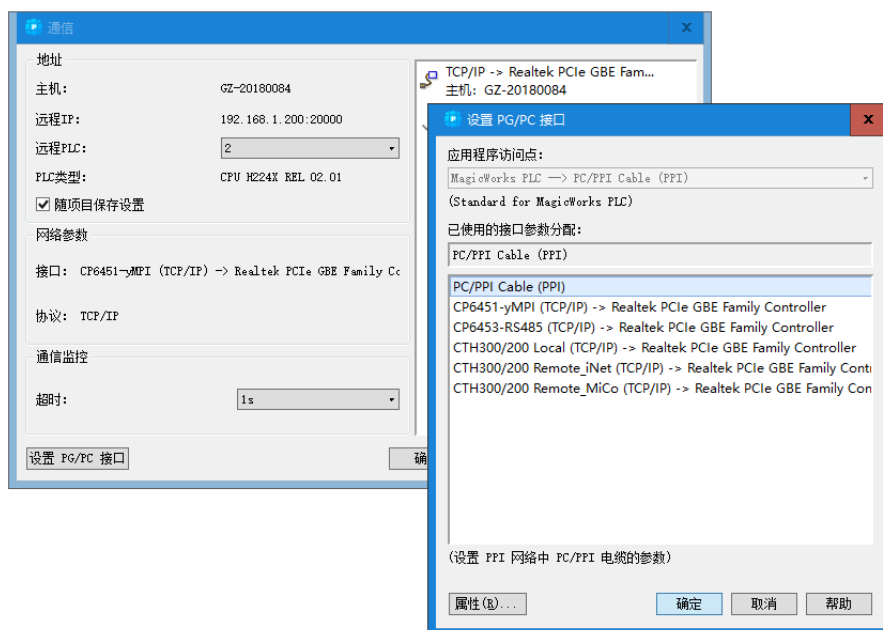 通信
地址
主机： GZ-20180084
远程IP： 192.168.1.200:20000
远程PLC： 2
PLC类型： CPU H224X REL 02.01
随项目保存设置
网络参数
接口： CP6451-yMPI (TCP/IP) -> Realtek PCIe GBE Family Cc
协议： TCP/IP
通信监控
超时： 1s
设置 PG/PC 接口
确
TCP/IP -> Realtek PCIe GBE Fam...
主机: GZ-20180084
设置 PG/PC 接口
应用程序访问点:
MagicWorks PLC —> PC/PPI Cable (PPI)
(Standard for MagicWorks PLC)
已使用的接口参数分配:
PC/PPI Cable (PPI)
PC/PPI Cable (PPI)
CP6451-yMPI (TCP/IP) -> Realtek PCIe GBE Family Controller
CP6453-RS485 (TCP/IP) -> Realtek PCIe GBE Family Controller
CTH300/200 Local (TCP/IP) -> Realtek PCIe GBE Family Controller
CTH300/200 Remote_iNet (TCP/IP) -> Realtek PCIe GBE Family Contr
CTH300/200 Remote_MiCo (TCP/IP) -> Realtek PCIe GBE Family Con
(设置 PPI 网络中 PC/PPI 电缆的参数)
属性(R)... 确定 取消 帮助